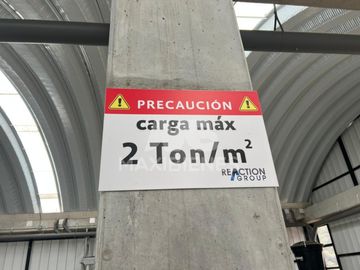 PRECAUCIÓN
carga máx
2 Ton/m²
REACTION
GROUP